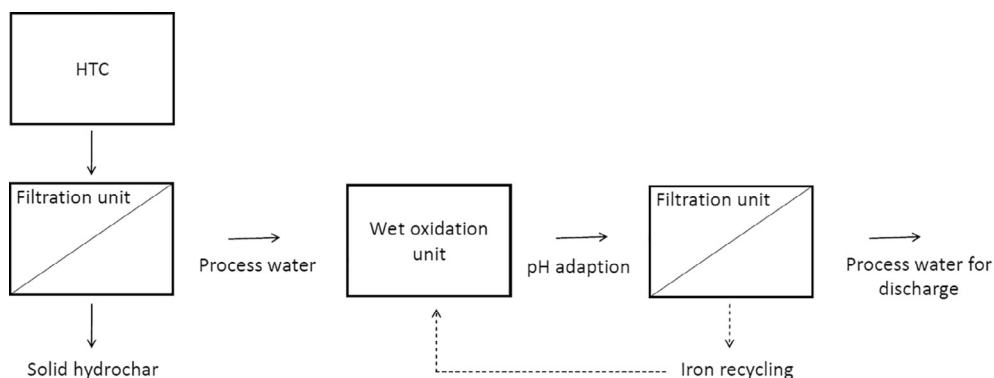 HTC
Filtration unit
Process water
Wet oxidation
unit
pH adaption
Filtration unit
Process water for
discharge
Solid hydrochar
Iron recycling